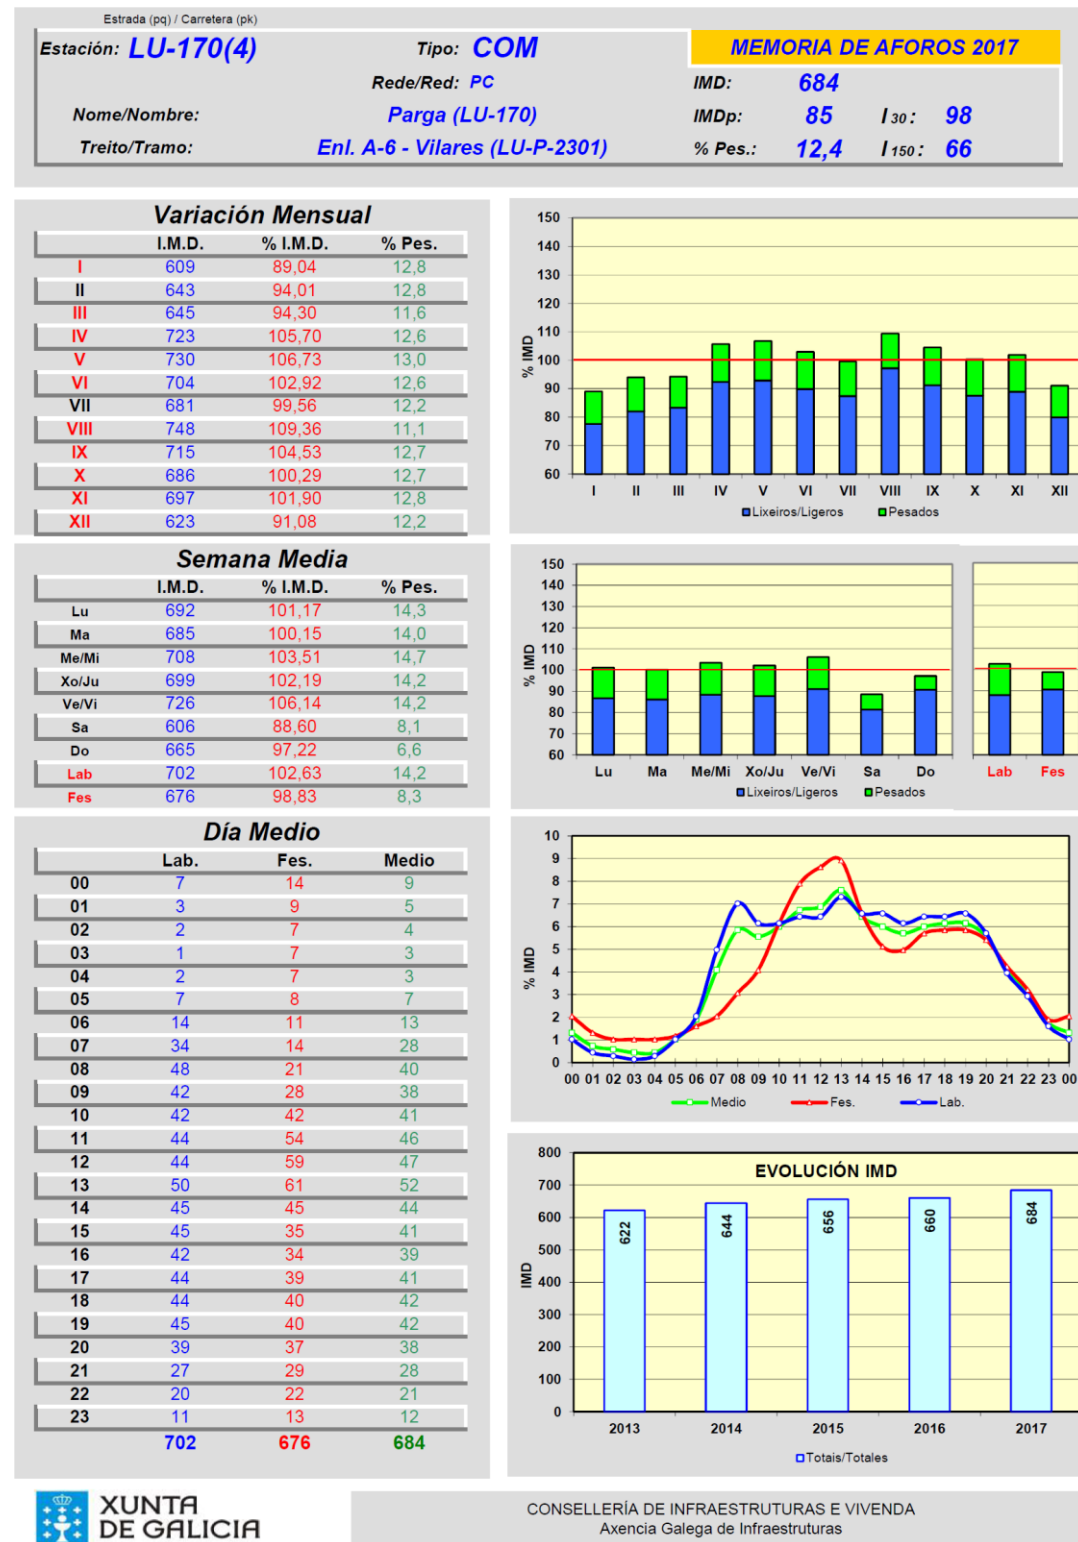 Estrada (pq) / Carretera (pk)
Estación: LU-170(4) Tipo: COM MEMORIA DE AFOROS 2017
Rede/Red: PC IMD: 684
Nome/Nombre: Parga (LU-170) IMDp: 85 I 30 : 98
Treito/Tramo: Enl. A-6 - Vilares (LU-P-2301) % Pes.: 12,4 I 150 : 66
Variación Mensual
I.M.D. % I.M.D. % Pes.
I 609 89,04 12,8
II 643 94,01 12,8
III 645 94,30 11,6
IV 723 105,70 12,6
V 730 106,73 13,0
VI 704 102,92 12,6
VII 681 99,56 12,2
VIII 748 109,36 11,1
IX 715 104,53 12,7
X 686 100,29 12,7
XI 697 101,90 12,8
XII 623 91,08 12,2
150
140
130
120
110
100
90
80
70
60
% IMD
I II III IV V VI VII VIII IX X XI XII
Lixeiros/Ligeros Pesados
Semana Media
I.M.D. % I.M.D. % Pes.
Lu 692 101,17 14,3
Ma 685 100,15 14,0
Me/Mi 708 103,51 14,7
Xo/Ju 699 102,19 14,2
Ve/Vi 726 106,14 14,2
Sa 606 88,60 8,1
Do 665 97,22 6,6
Lab 702 102,63 14,2
Fes 676 98,83 8,3
150
140
130
120
110
100
90
80
70
60
% IMD
Lu Ma Me/Mi Xo/Ju Ve/Vi Sa Do Lab Fes
Lixeiros/Ligeros Pesados
Día Medio
Lab. Fes. Medio
00 7 14 9
01 3 9 5
02 2 7 4
03 1 7 3
04 2 7 3
05 7 8 7
06 14 11 13
07 34 14 28
08 48 21 40
09 42 28 38
10 42 42 41
11 44 54 46
12 44 59 47
13 50 61 52
14 45 45 44
15 45 35 41
16 42 34 39
17 44 39 41
18 44 40 42
19 45 40 42
20 39 37 38
21 27 29 28
22 20 22 21
23 11 13 12
702 676 684
10
9
8
7
6
5
4
3
2
1
0
% IMD
00 01 02 03 04 05 06 07 08 09 10 11 12 13 14 15 16 17 18 19 20 21 22 23 00
Medio Fes. Lab.
EVOLUCIÓN IMD
800
700
600
500
400
300
200
100
0
IMD
622 644 656 660 684
2013 2014 2015 2016 2017
Totais/Totales
XUNTA
DE GALICIA
CONSELLERÍA DE INFRAESTRUTURAS E VIVENDA
Axencia Galega de Infraestruturas